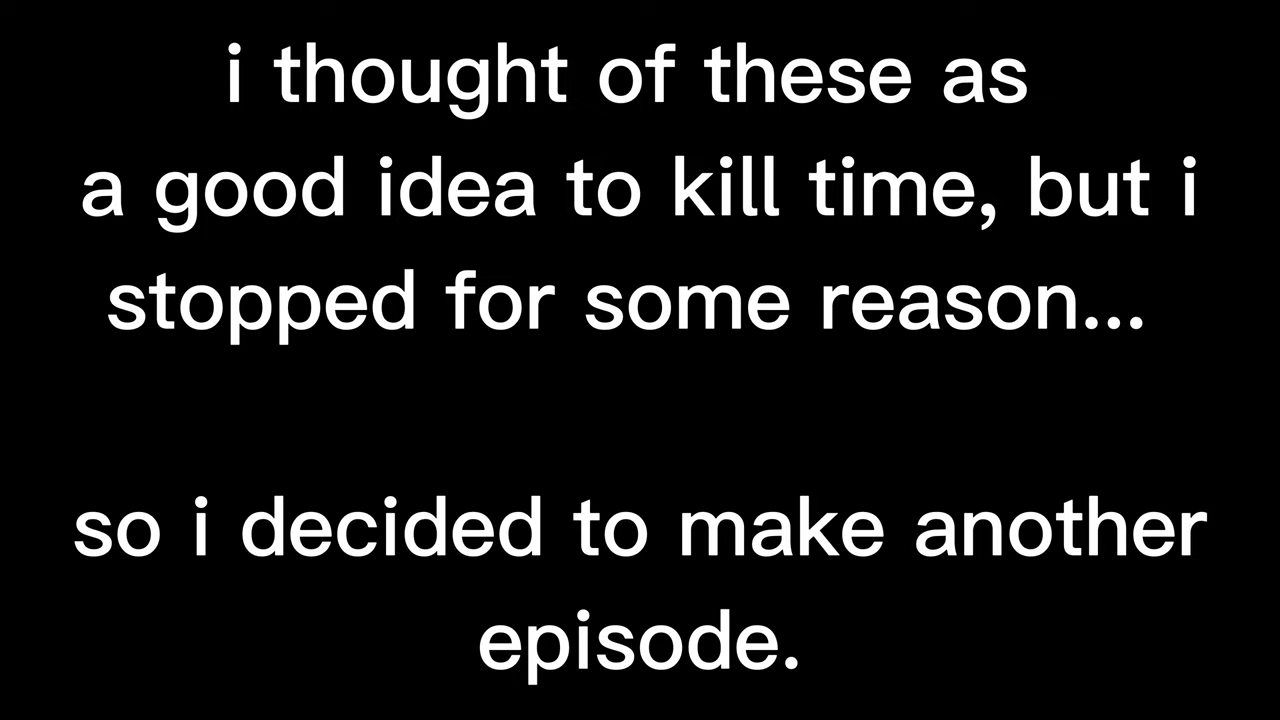 i thought of these as
a good idea to kill time, but i
stopped for some reason...
so i decided to make another
episode.